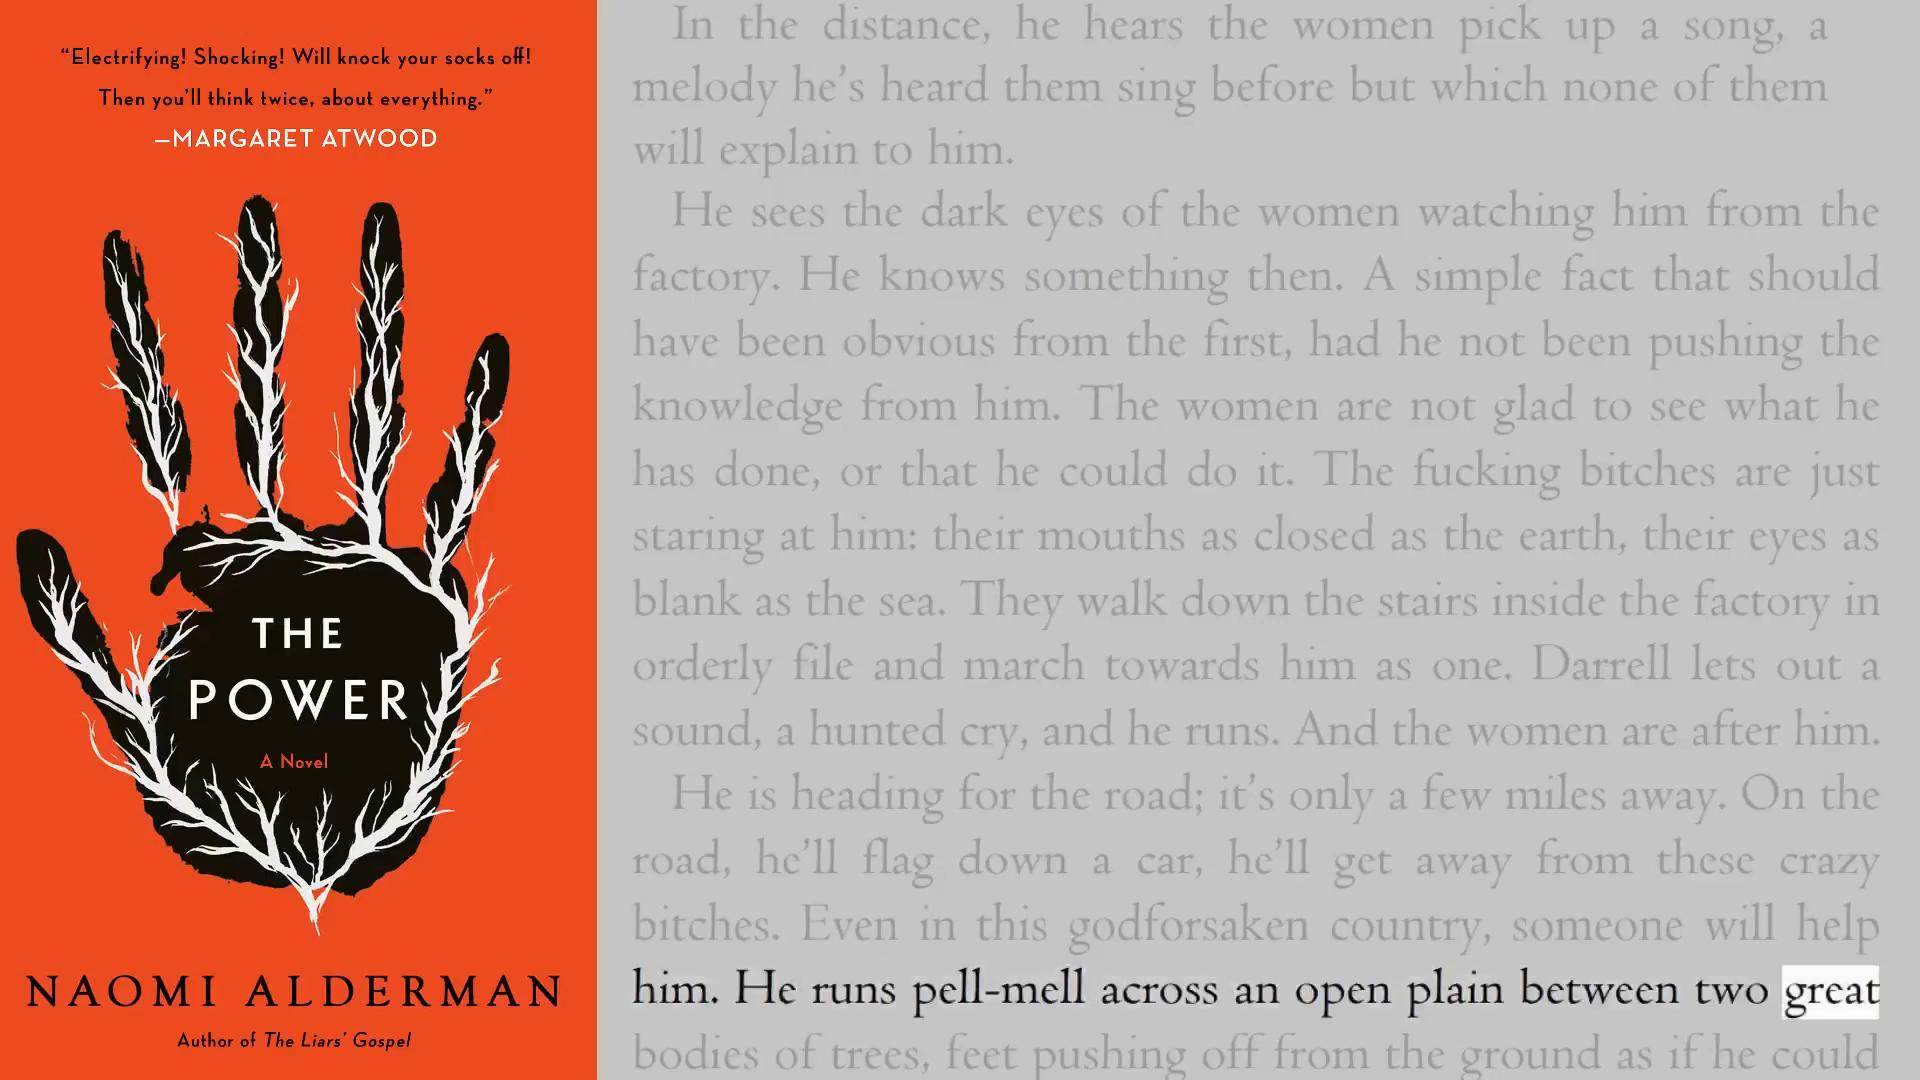 “Electrifying! Shocking! Will knock your socks off!
Then you’ll think twice, about everything.”
—MARGARET ATWOOD
THE
POWER
A Novel
NAOMI ALDERMAN
Author of The Liars’ Gospel
In the distance, he hears the women pick up a song, a
melody he’s heard them sing before but which none of them
will explain to him.
He sees the dark eyes of the women watching him from the
factory. He knows something then. A simple fact that should
have been obvious from the first, had he not been pushing the
knowledge from him. The women are not glad to see what he
has done, or that he could do it. The fucking bitches are just
staring at him: their mouths as closed as the earth, their eyes as
blank as the sea. They walk down the stairs inside the factory in
orderly file and march towards him as one. Darrell lets out a
sound, a hunted cry, and he runs. And the women are after him.
He is heading for the road; it’s only a few miles away. On the
road, he’ll flag down a car, he’ll get away from these crazy
bitches. Even in this godforsaken country, someone will help
him. He runs pell-mell across an open plain between two great
bodies of trees, feet pushing off from the ground as if he could